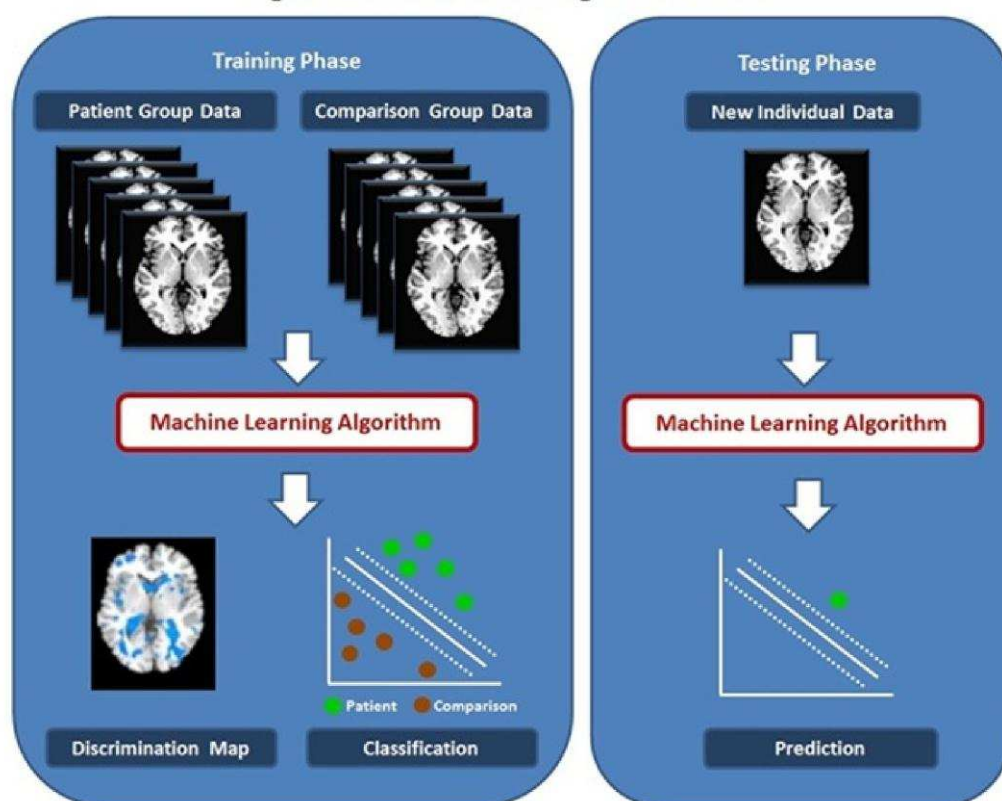 Training Phase
Patient Group Data
Comparison Group Data
Machine Learning Algorithm
Patient
Comparison
Discrimination Map
Classification
Testing Phase
New Individual Data
Machine Learning Algorithm
Prediction